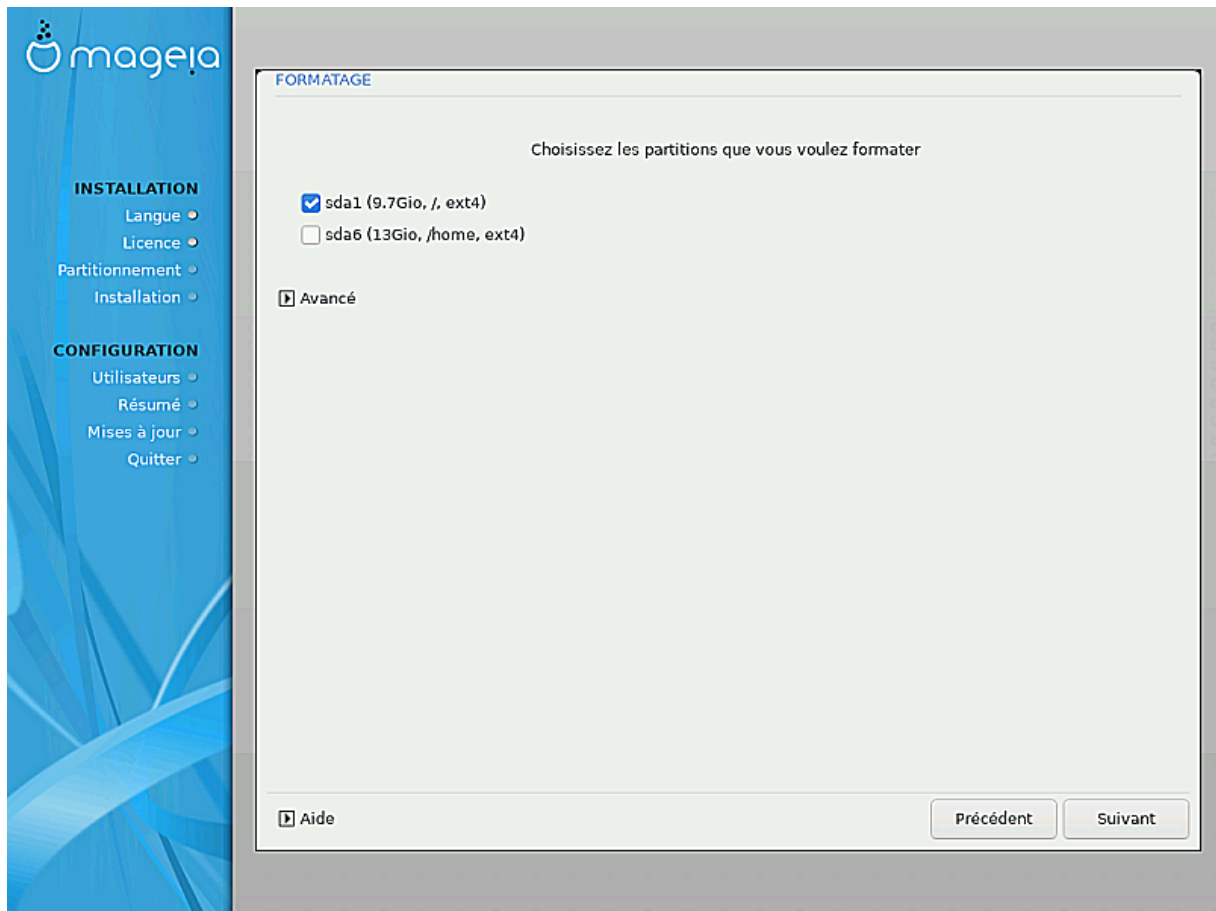 mageia
INSTALLATION
Langue
Licence
Partitionnement
Installation
CONFIGURATION
Utilisateurs
Résumé
Mises à jour
Quitter
FORMATAGE
Choisissez les partitions que vous voulez formater
sda1 (9.7Gio, /, ext4)
sda6 (13Gio, /home, ext4)
Avancé
Aide
Précédent
Suivant